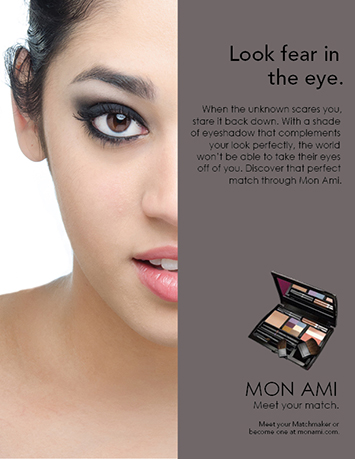 Look fear in
the eye.
When the unknown scares you,
stare it back down. With a shade
of eyeshadow that complements
your look perfectly, the world
won't be able to take their eyes
off of you. Discover that perfect
match through Mon Ami.
MON AMI
Meet your match.
Meet your Matchmaker or
become one at monami.com.